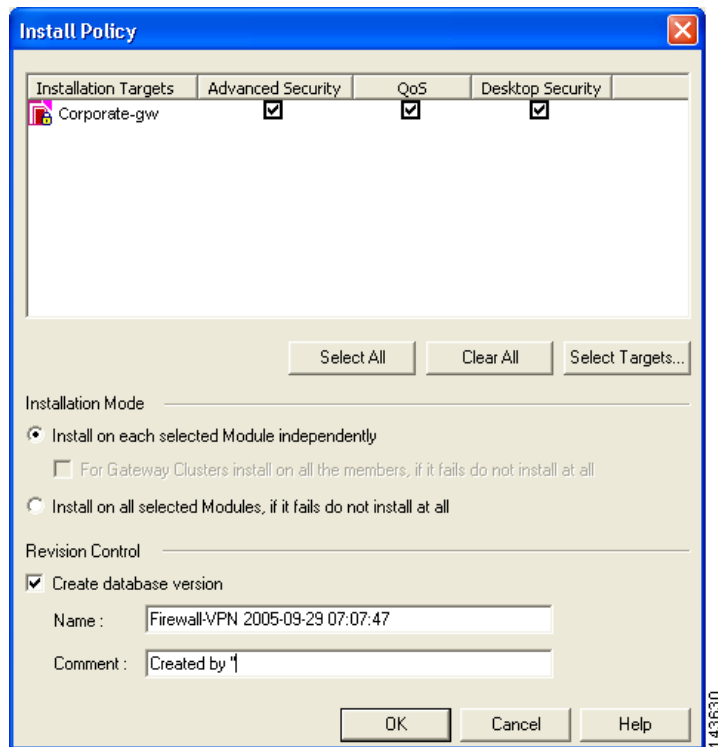 Install Policy
Installation Targets Advanced Security QoS Desktop Security
Corporate-gw
Select All Clear All Select Targets...
Installation Mode
Install on each selected Module independently
For Gateway Clusters install on all the members, if it fails do not install at all
Install on all selected Modules, if it fails do not install at all
Revision Control
Create database version
Name : Firewall-VPN 2005-09-29 07:07:47
Comment : Created by "
OK Cancel Help
143630